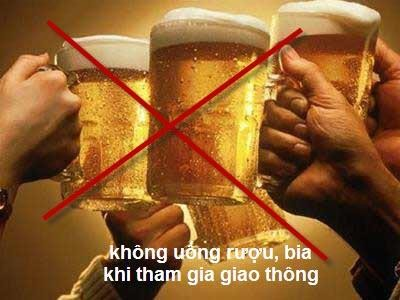 không uống rượu, bia
khi tham gia giao thông